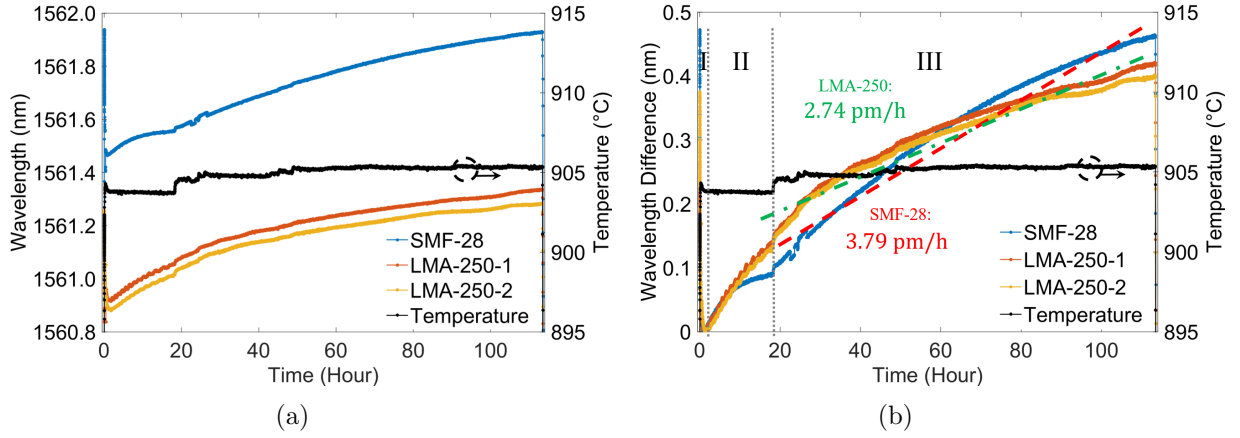 1562.0
1561.8
1561.6
1561.4
1561.2
1561.0
1560.8
Wavelength (nm)
915
910
905
900
895
Temperature (°C)
SMF-28
LMA-250-1
LMA-250-2
Temperature
0 20 40 60 80 100
Time (Hour)
(a)
0.5
0.4
0.3
0.2
0.1
0
Wavelength Difference (nm)
I II III
LMA-250:
2.74 pm/h
SMF-28:
3.79 pm/h
915
910
905
900
895
Temperature (°C)
SMF-28
LMA-250-1
LMA-250-2
Temperature
0 20 40 60 80 100
Time (Hour)
(b)